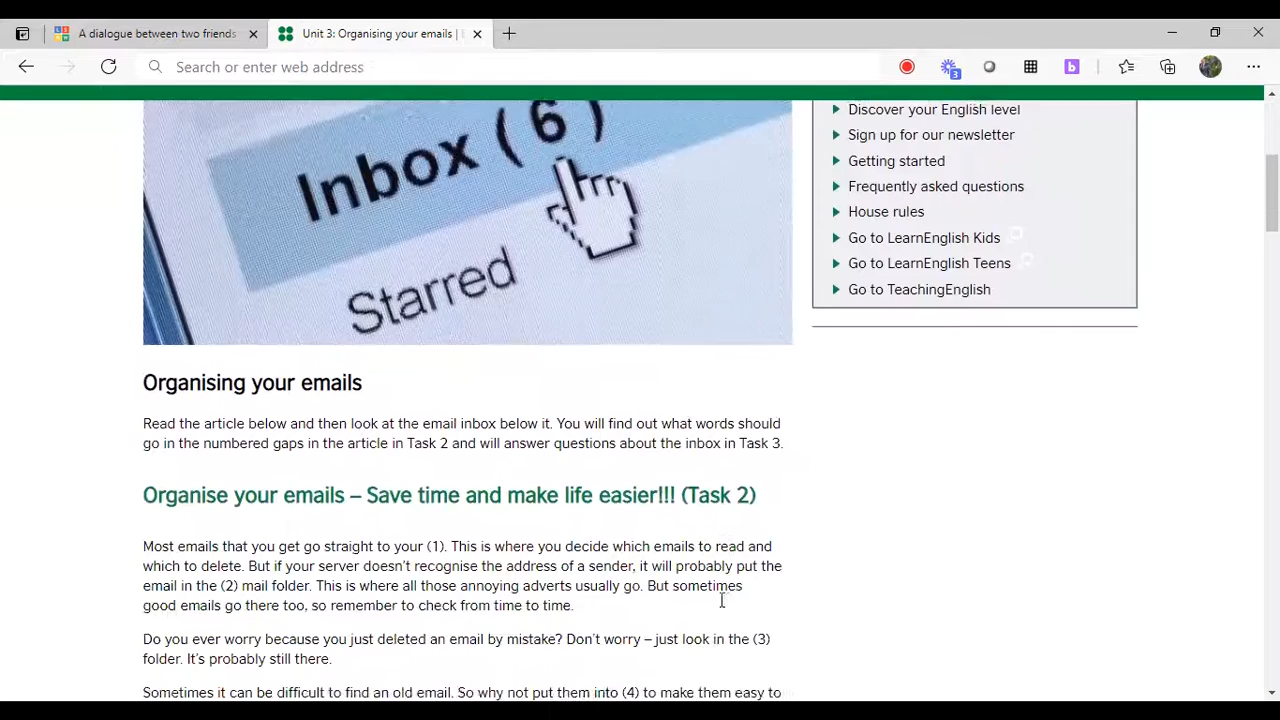 A dialogue between two friends
Unit 3: Organising your emails |
Search or enter web address
3
Inbox (6)
Starred
Discover your English level
Sign up for our newsletter
Getting started
Frequently asked questions
House rules
Go to LearnEnglish Kids
Go to LearnEnglish Teens
Go to TeachingEnglish
Organising your emails
Read the article below and then look at the email inbox below it. You will find out what words should
go in the numbered gaps in the article in Task 2 and will answer questions about the inbox in Task 3.
Organise your emails – Save time and make life easier!!! (Task 2)
Most emails that you get go straight to your (1). This is where you decide which emails to read and
which to delete. But if your server doesn't recognise the address of a sender, it will probably put the
email in the (2) mail folder. This is where all those annoying adverts usually go. But sometimes
good emails go there too, so remember to check from time to time.
Do you ever worry because you just deleted an email by mistake? Don't worry – just look in the (3)
folder. It's probably still there.
Sometimes it can be difficult to find an old email. So why not put them into (4) to make them easy to